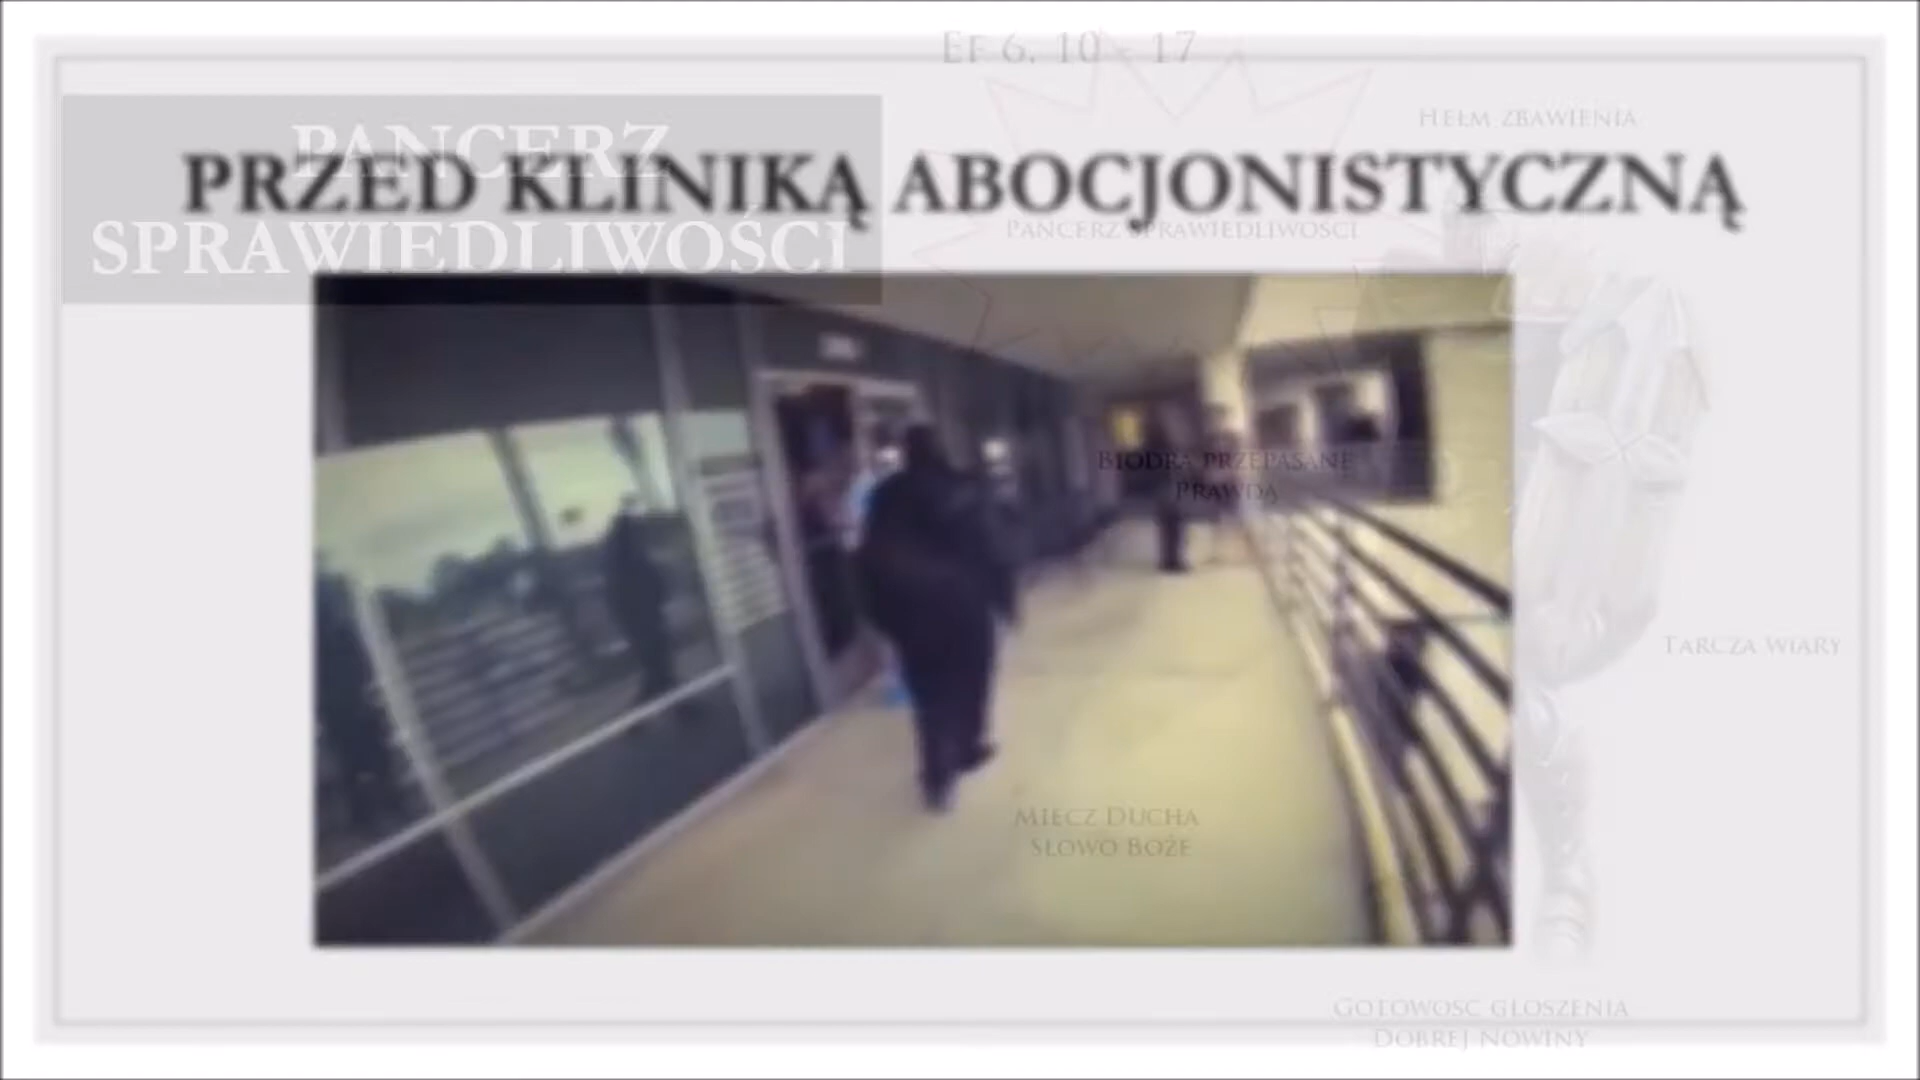 Ef 6, 10 - 17
Hełm zbawienia
PANCERZ
SPRAWIEDLIWOŚCI
PRZED KLINIKĄ ABOCJONISTYCZNĄ
Pancerz sprawiedliwości
Biodra przepasane
Prawdą
Tarcza wiary
Miecz Ducha
Słowo Boże
Gotowość głoszenia
Dobrej Nowiny